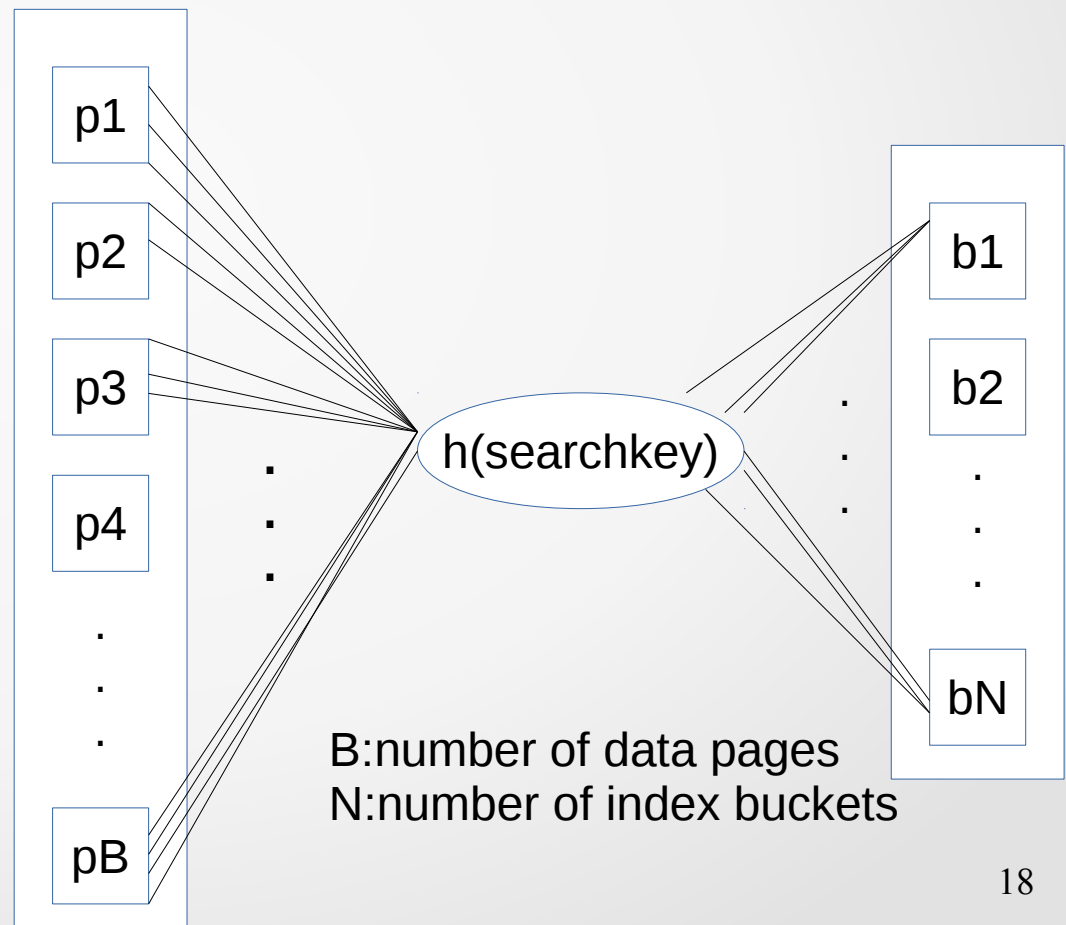 p1
p2
p3
p4
.
.
.
pB
.
.
.
h(searchkey)
.
.
.
b1
b2
.
.
.
bN
B:number of data pages
N:number of index buckets
18